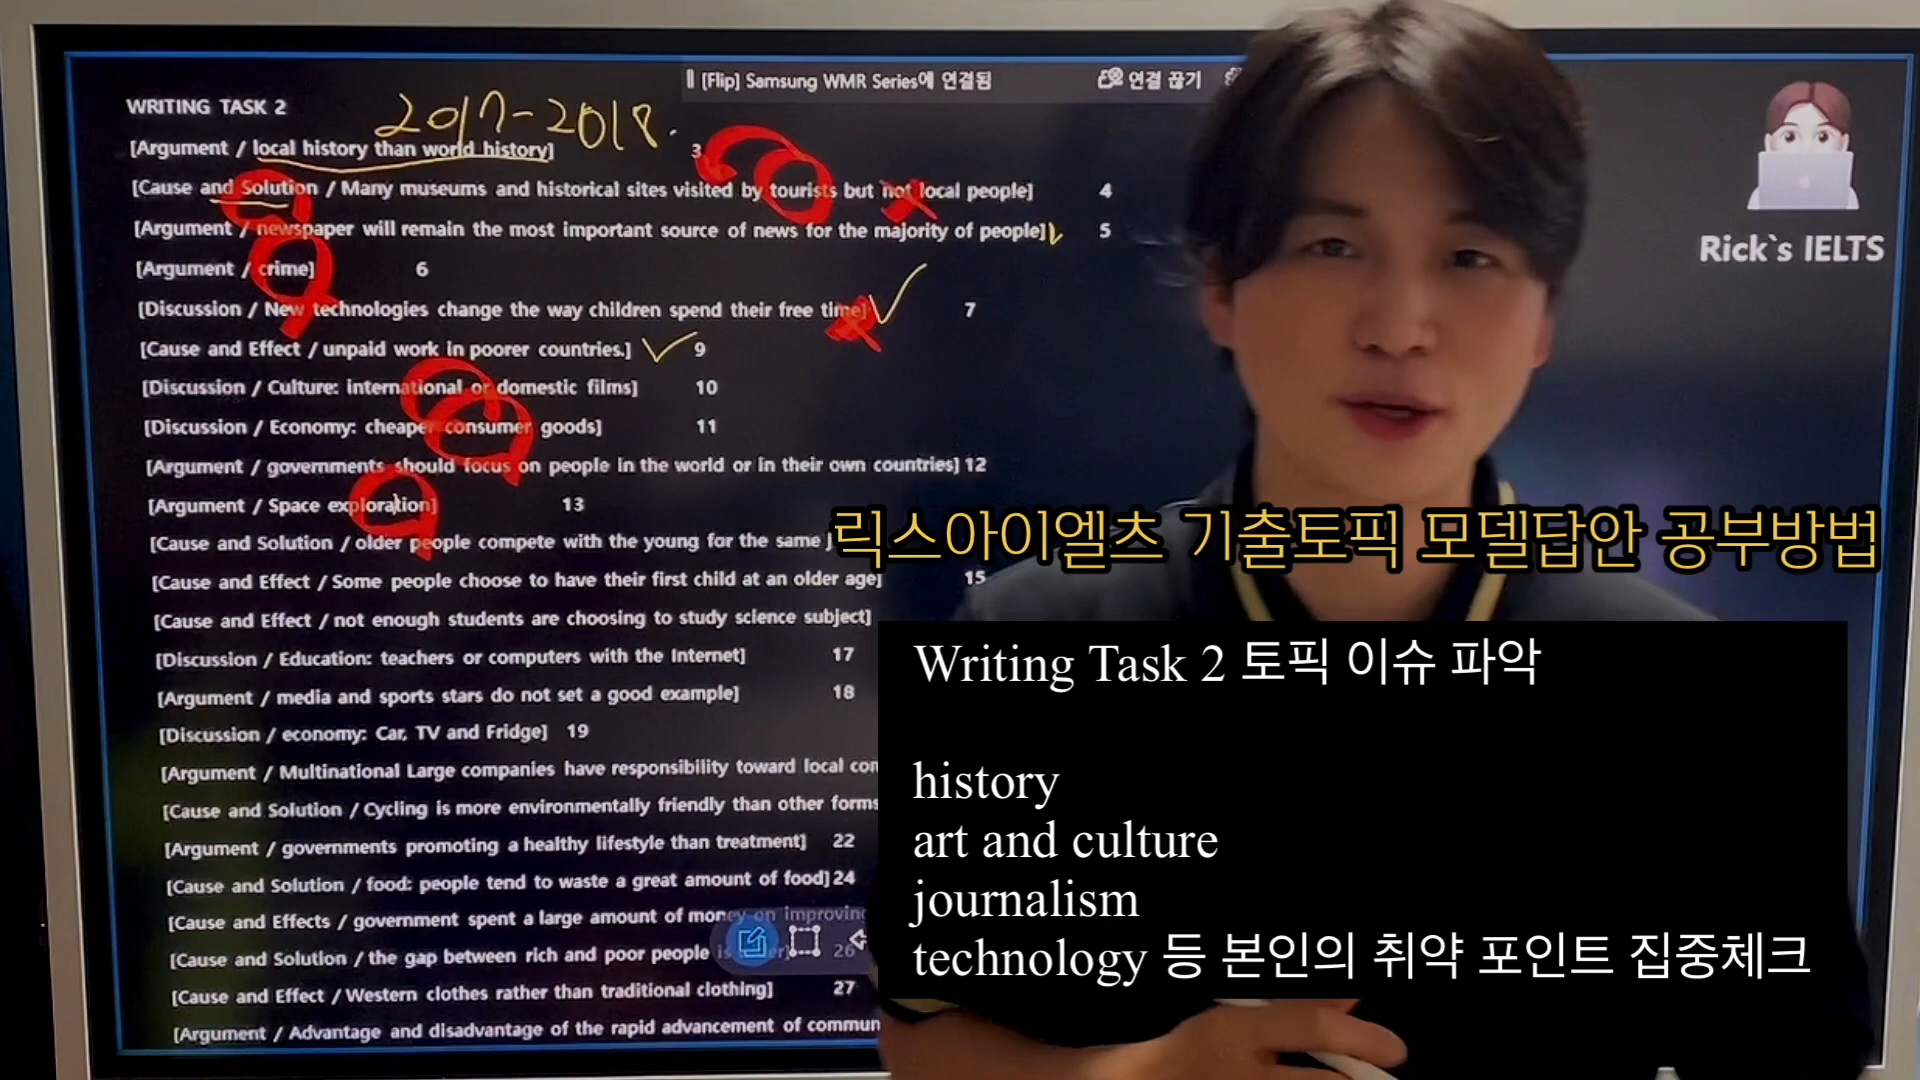 [Flip] Samsung WMR Series에 연결됨
연결 끊기
WRITING TASK 2
2017-2018.
[Argument / local history than world history] 3
[Cause and Solution / Many museums and historical sites visited by tourists but not local people] 4
[Argument / newspaper will remain the most important source of news for the majority of people] 5
[Argument / crime] 6
[Discussion / New technologies change the way children spend their free time] 7
[Cause and Effect / unpaid work in poorer countries.] 9
[Discussion / Culture: international or domestic films] 10
[Discussion / Economy: cheaper consumer goods] 11
[Argument / governments should focus on people in the world or in their own countries] 12
[Argument / Space exploration] 13
[Cause and Solution / older people compete with the young for the same
[Cause and Effect / Some people choose to have their first child at an older age] 15
[Cause and Effect / not enough students are choosing to study science subject]
[Discussion / Education: teachers or computers with the Internet] 17
[Argument / media and sports stars do not set a good example] 18
[Discussion / economy: Car, TV and Fridge] 19
[Argument / Multinational Large companies have responsibility toward local
[Cause and Solution / Cycling is more environmentally friendly than other forms
[Argument / governments promoting a healthy lifestyle than treatment] 22
[Cause and Solution / food: people tend to waste a great amount of food] 24
[Cause and Effects / government spent a large amount of money on improving
[Cause and Solution / the gap between rich and poor people 26
[Cause and Effect / Western clothes rather than traditional clothing] 27
[Argument / Advantage and disadvantage of the rapid advancement of
Rick`s IELTS
릭스아이엘츠 기출토픽 모델답안 공부방법
Writing Task 2 토픽 이슈 파악
history
art and culture
journalism
technology 등 본인의 취약 포인트 집중체크